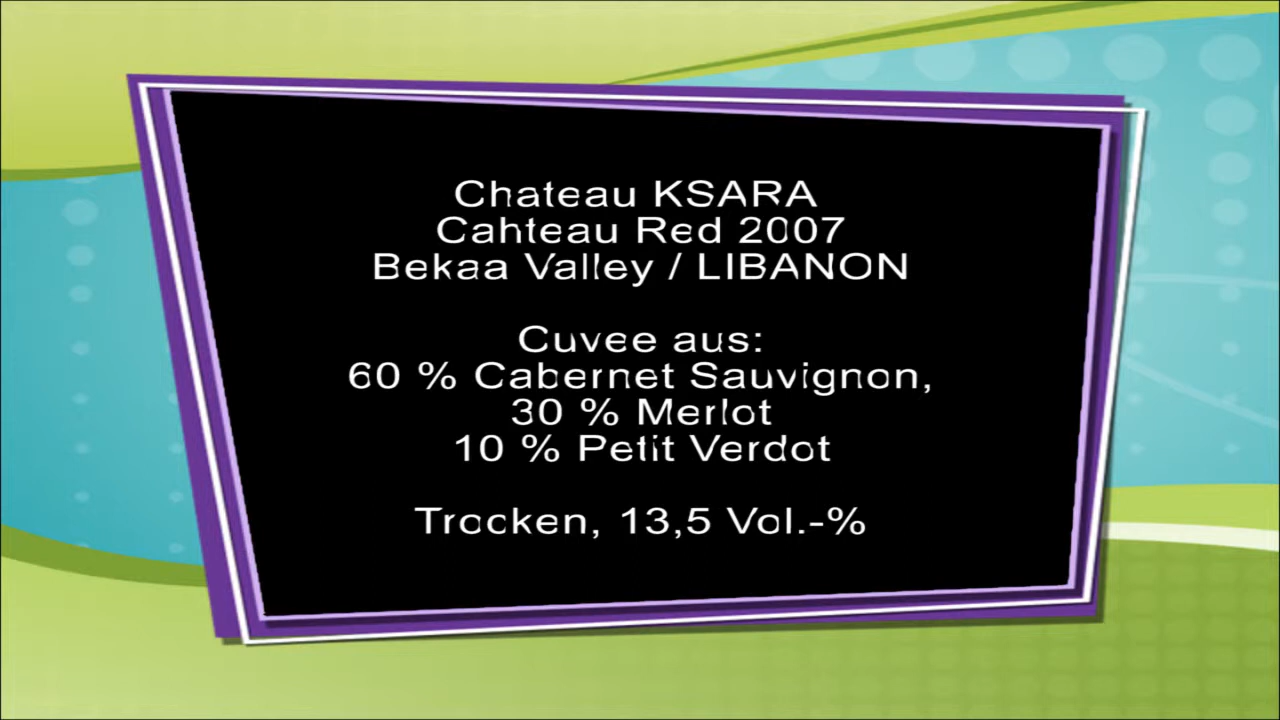 Chateau KSARA
Cahteau Red 2007
Bekaa Valley / LIBANON
Cuvee aus:
60 % Cabernet Sauvignon,
30 % Merlot
10 % Petit Verdot
Trocken, 13,5 Vol.-%